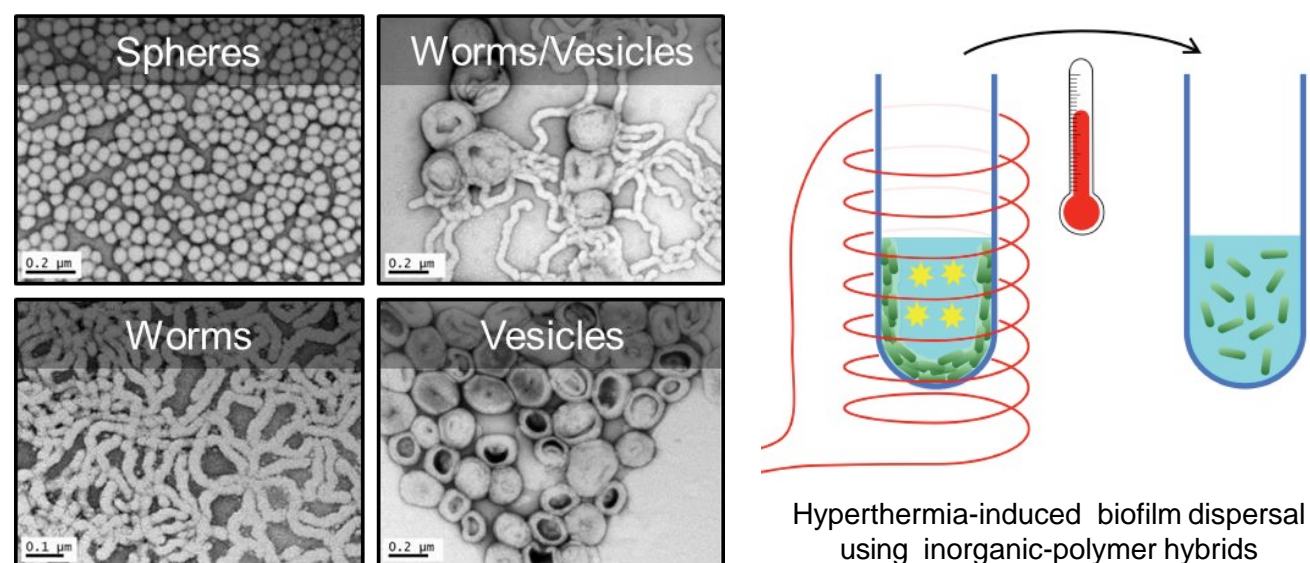 Spheres
0.2 µm
Worms/Vesicles
0.2 µm
Worms
0.1 µm
Vesicles
0.2 µm
Hyperthermia-induced biofilm dispersal
using inorganic-polymer hybrids